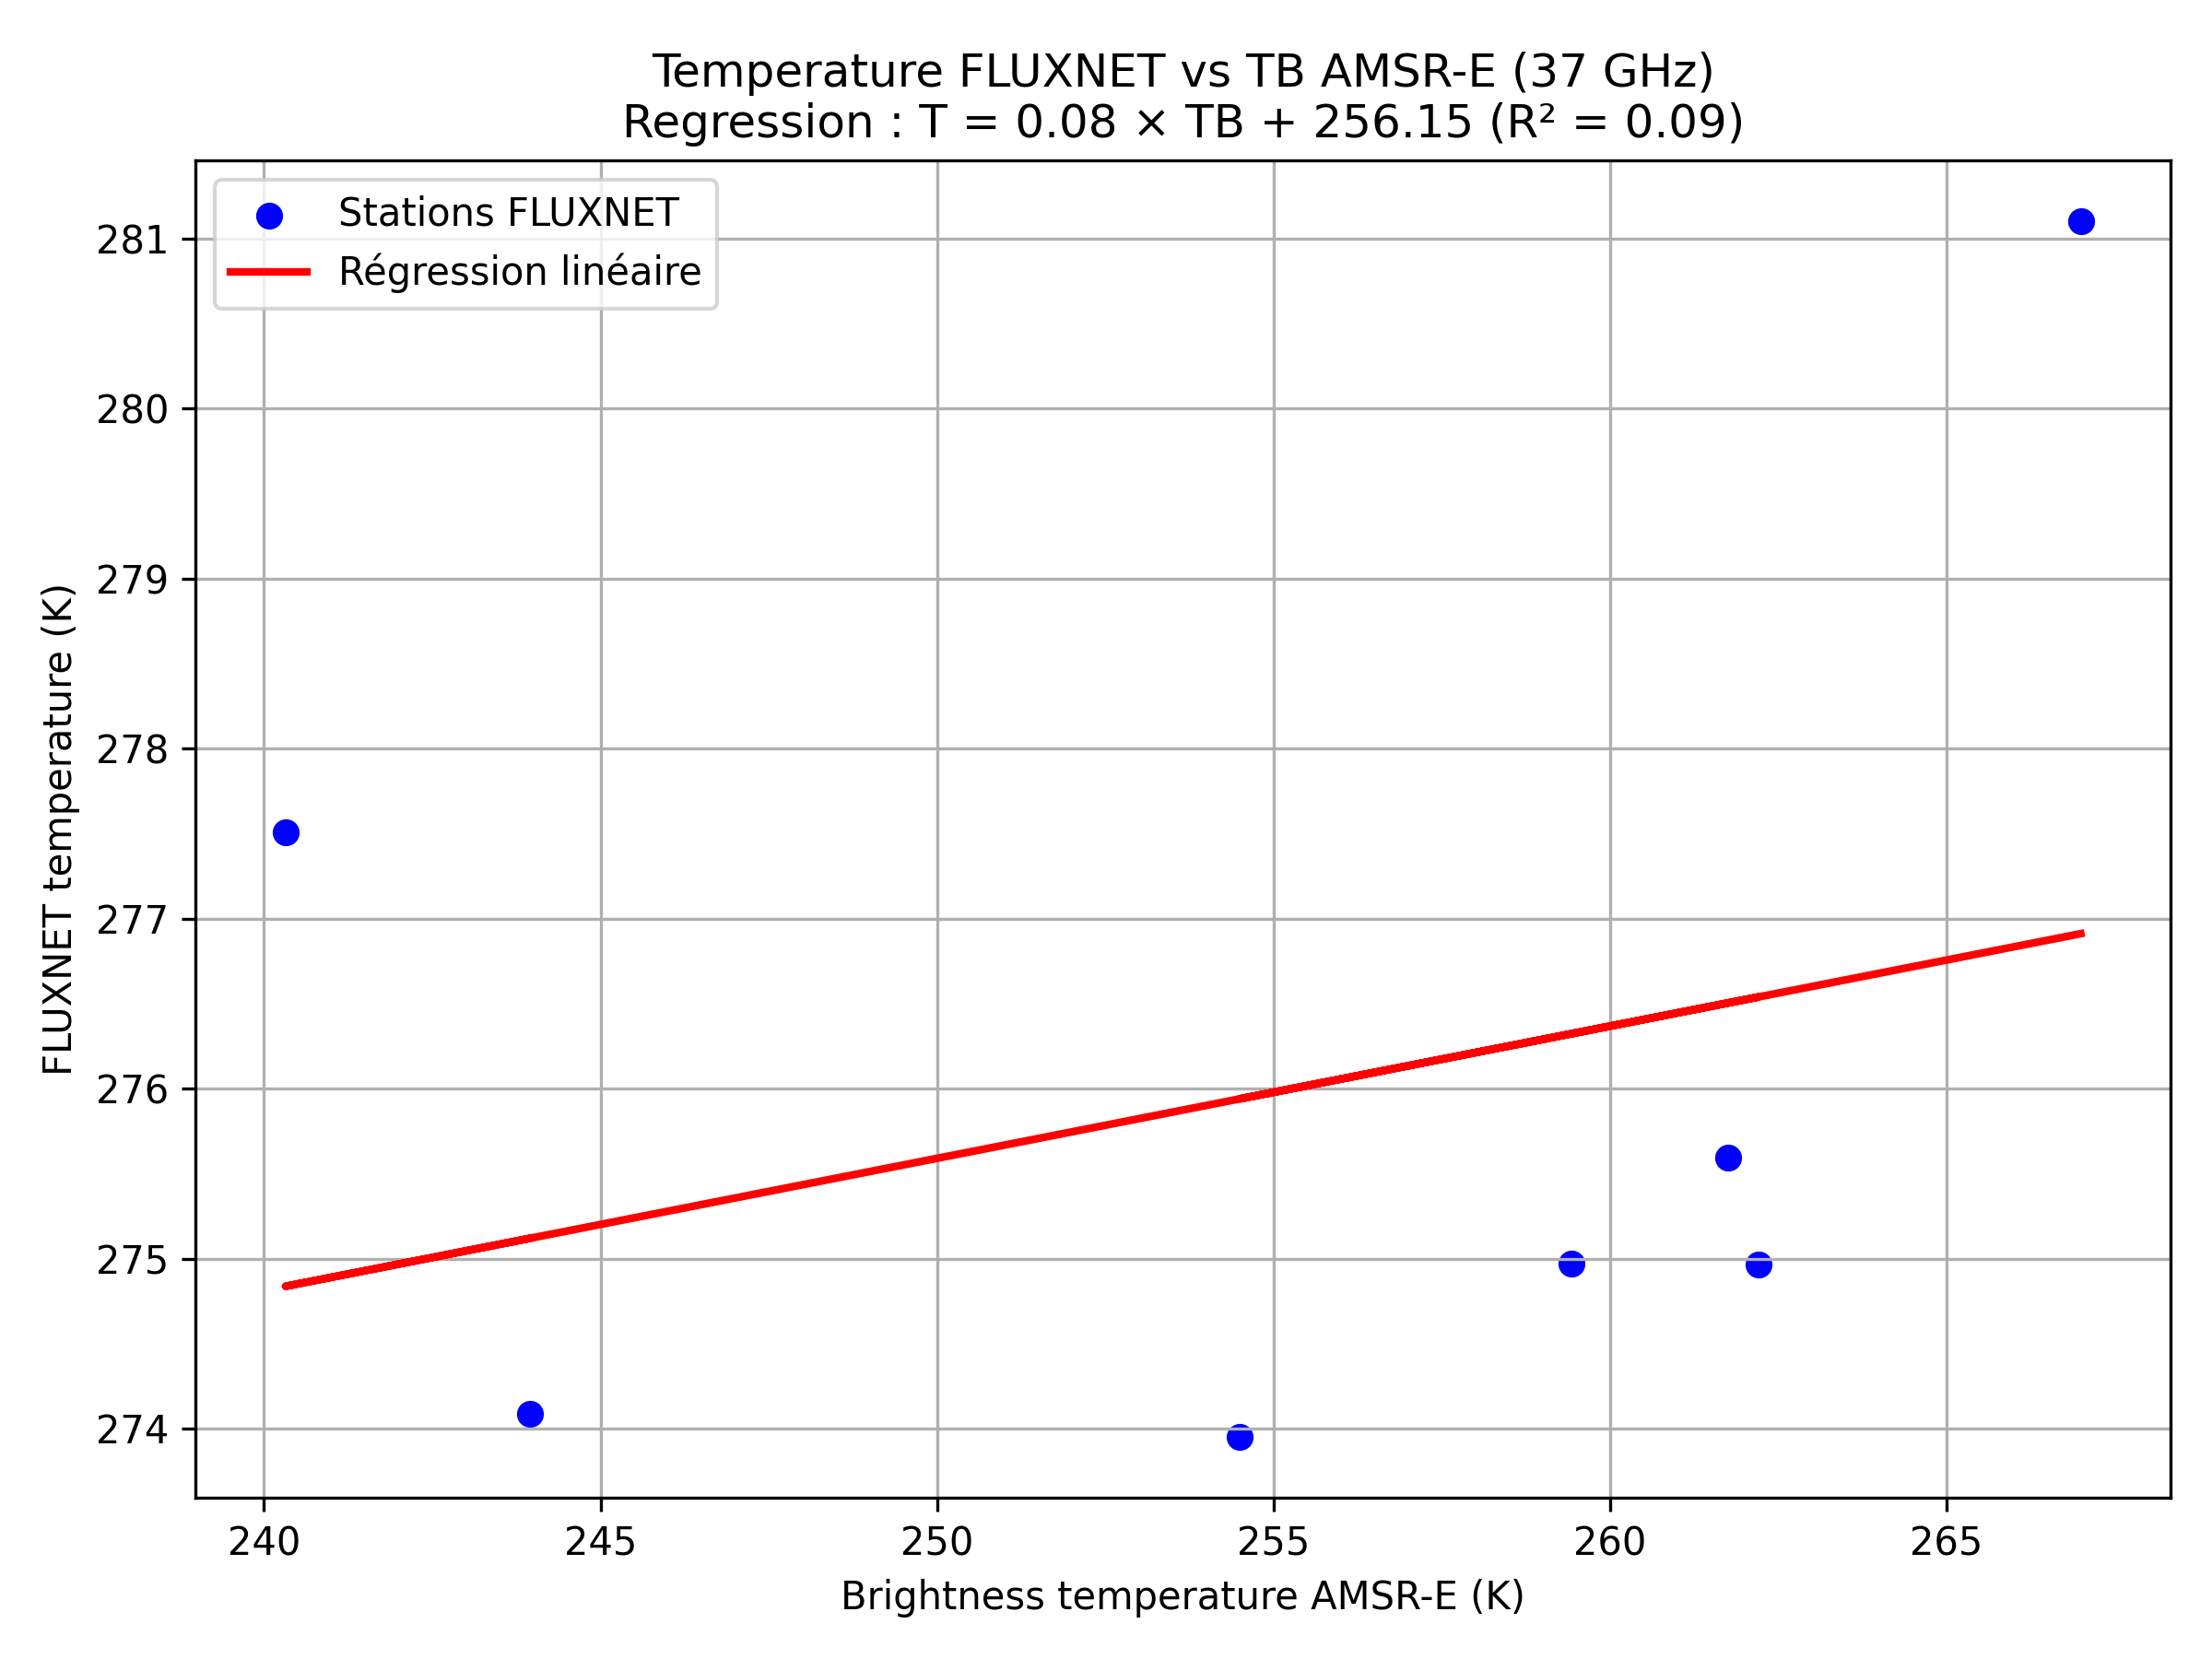 Temperature FLUXNET vs TB AMSR-E (37 GHz)
Regression : T = 0.08 × TB + 256.15 (R² = 0.09)
Stations FLUXNET
Régression linéaire
281
280
279
278
277
276
275
274
FLUXNET temperature (K)
240 245 250 255 260 265
Brightness temperature AMSR-E (K)